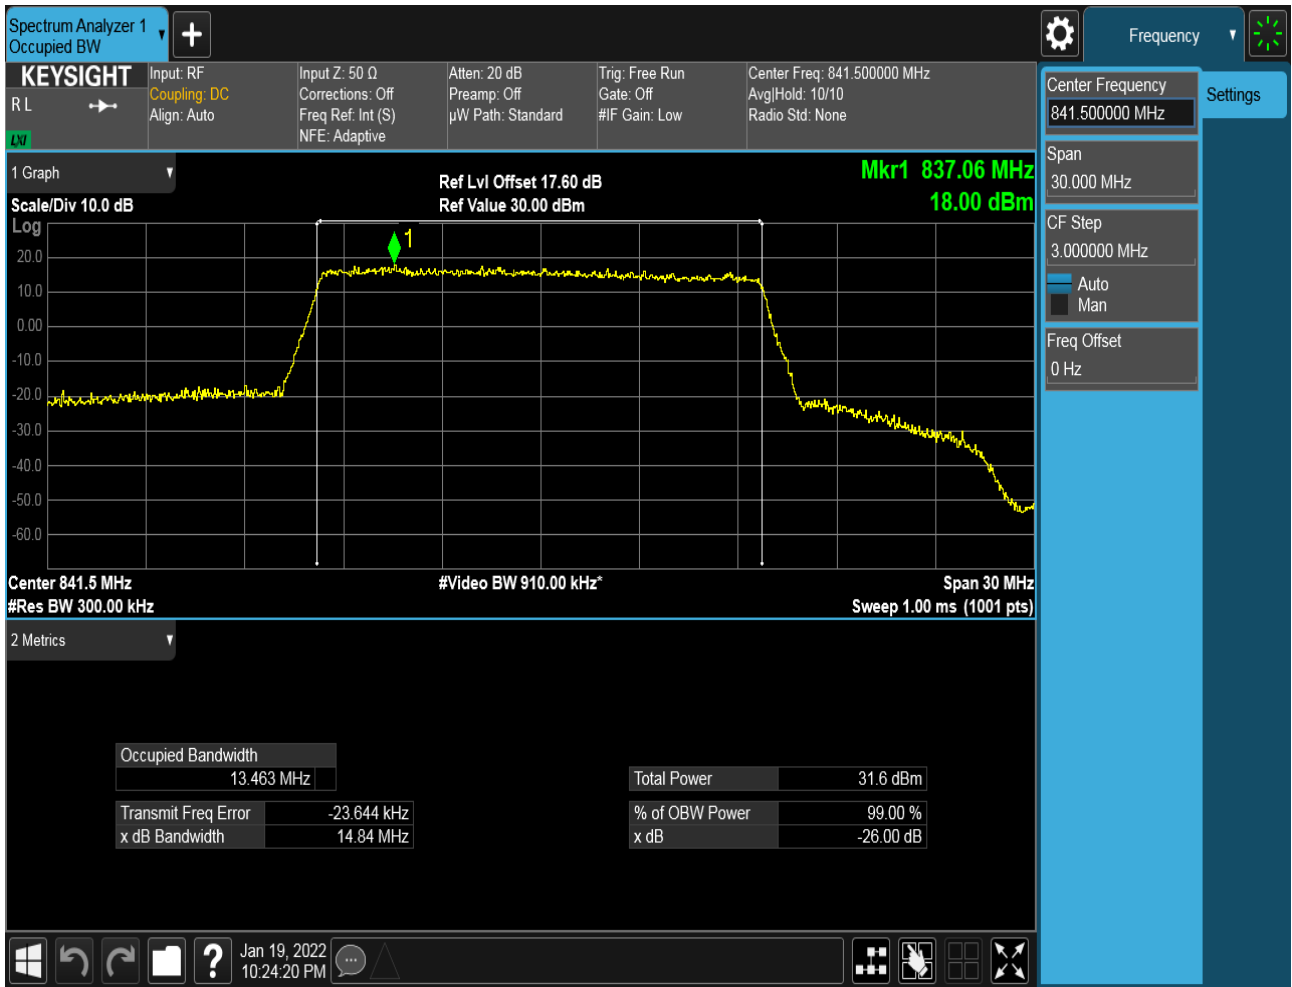 Spectrum Analyzer 1
Occupied BW
+
Frequency
KEYSIGHT
R L
LXI
Input: RF
Coupling: DC
Align: Auto
Input Z: 50 Ω
Corrections: Off
Freq Ref: Int (S)
NFE: Adaptive
Atten: 20 dB
Preamp: Off
µW Path: Standard
Trig: Free Run
Gate: Off
#IF Gain: Low
Center Freq: 841.500000 MHz
Avg|Hold: 10/10
Radio Std: None
Center Frequency
841.500000 MHz
Settings
Span
30.000 MHz
CF Step
3.000000 MHz
Auto
Man
Freq Offset
0 Hz
1 Graph
Scale/Div 10.0 dB
Ref Lvl Offset 17.60 dB
Ref Value 30.00 dBm
Mkr1 837.06 MHz
18.00 dBm
Log
1
20.0
10.0
0.00
-10.0
-20.0
-30.0
-40.0
-50.0
-60.0
Center 841.5 MHz
#Video BW 910.00 kHz*
Span 30 MHz
#Res BW 300.00 kHz
Sweep 1.00 ms (1001 pts)
2 Metrics
Occupied Bandwidth
13.463 MHz
Total Power 31.6 dBm
Transmit Freq Error -23.644 kHz
% of OBW Power 99.00 %
x dB Bandwidth 14.84 MHz
x dB -26.00 dB
?
Jan 19, 2022
10:24:20 PM